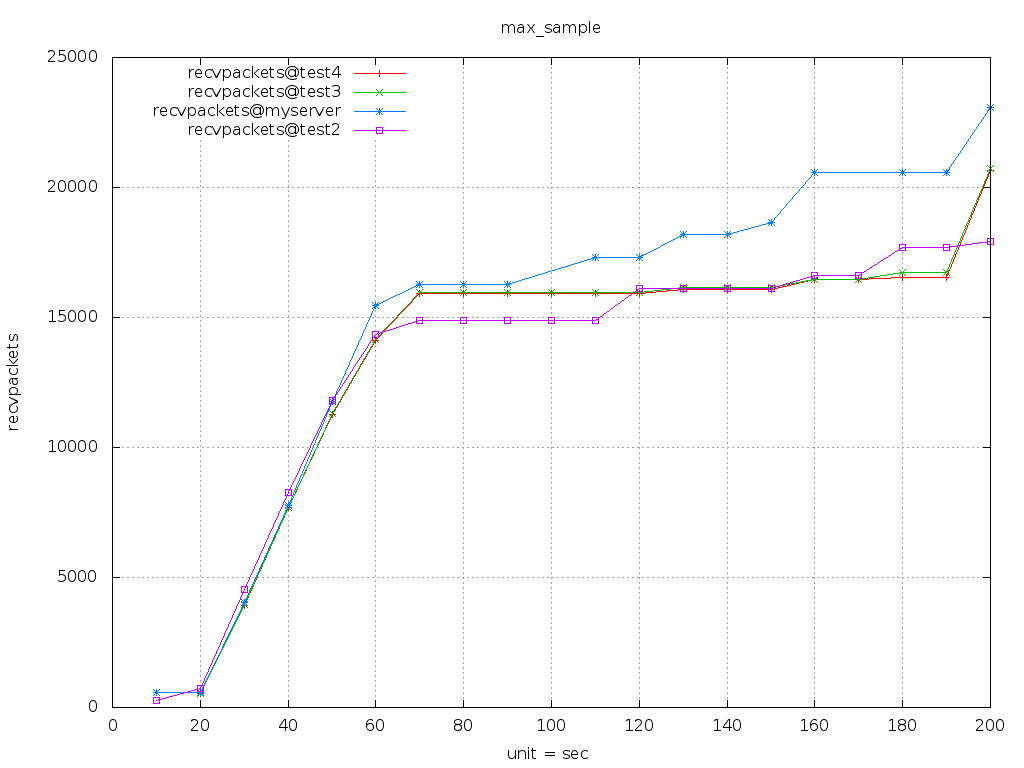 max_sample
25000
20000
15000
10000
5000
0
recvpackets@test4
recvpackets@test3
recvpackets@myserver
recvpackets@test2
recvpackets
0 20 40 60 80 100 120 140 160 180 200
unit = sec